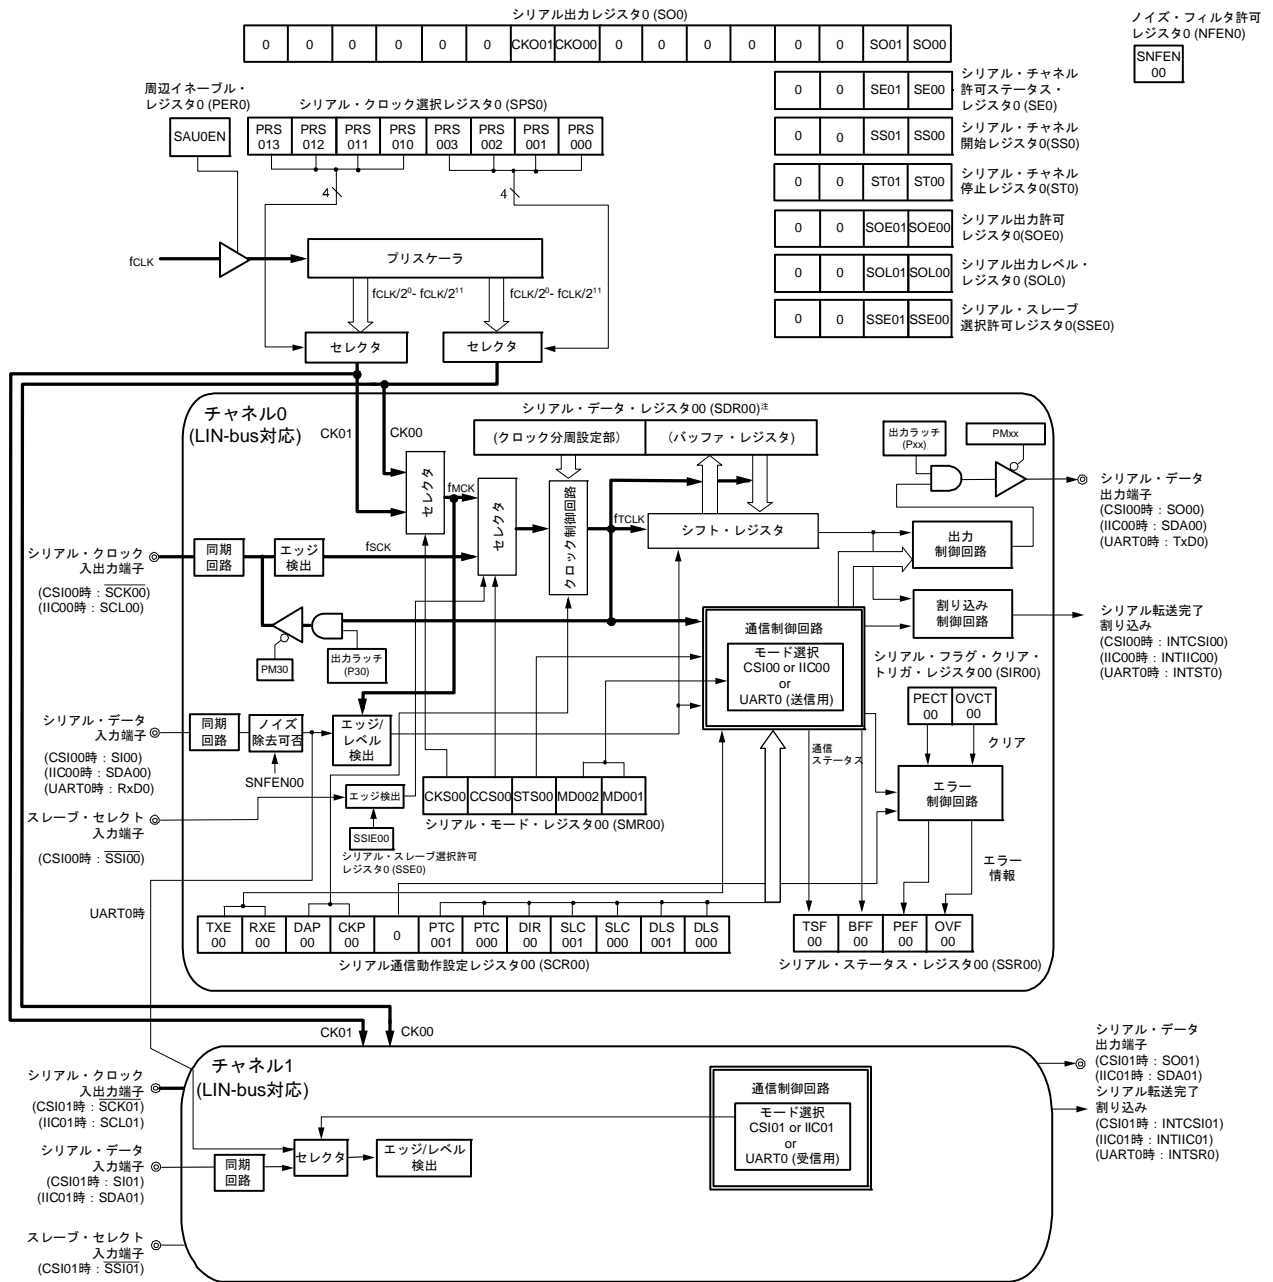 シリアル出力レジスタ0 (SO0)
0 0 0 0 0 0 CKO01 CKO00 0 0 0 0 0 0 SO01 SO00
ノイズ・フィルタ許可
レジスタ0 (NFEN0)
SNFEN
00
周辺イネーブル・
レジスタ0 (PER0)
SAU0EN
シリアル・クロック選択レジスタ0 (SPS0)
PRS
013
PRS
012
PRS
011
PRS
010
PRS
003
PRS
002
PRS
001
PRS
000
4
4
0 0 SE01 SE00
シリアル・チャネル
許可ステータス・
レジスタ0 (SE0)
0 0 SS01 SS00
シリアル・チャネル
開始レジスタ0(SS0)
0 0 ST01 ST00
シリアル・チャネル
停止レジスタ0(ST0)
0 0 SOE01 SOE00
シリアル出力許可
レジスタ0(SOE0)
0 0 SOL01 SOL00
シリアル出力レベル・
レジスタ0 (SOL0)
0 0 SSE01 SSE00
シリアル・スレーブ
選択許可レジスタ0(SSE0)
fCLK
プリスケーラ
fCLK/2⁰- fCLK/2¹¹
fCLK/2⁰- fCLK/2¹¹
セレクタ
セレクタ
チャネル0
(LIN-bus対応)
CK01
CK00
シリアル・データ・レジスタ00 (SDR00)注
(クロック分周設定部)
(バッファ・レジスタ)
出力ラッチ
(Pxx)
PMxx
シリアル・データ
出力端子
(CSI00時：SO00)
(IIC00時：SDA00)
(UART0時：TxD0)
セレクタ
fMCK
セレクタ
クロック制御回路
fTCLK
シフト・レジスタ
出力
制御回路
シリアル・クロック
入出力端子
(CSI00時：SCK00)
(IIC00時：SCL00)
同期
回路
エッジ
検出
fSCK
PM30
出力ラッチ
(P30)
通信制御回路
モード選択
CSI00 or IIC00
or
UART0 (送信用)
割り込み
制御回路
シリアル転送完了
割り込み
(CSI00時：INTCSI00)
(IIC00時：INTIIC00)
(UART0時：INTST0)
シリアル・フラグ・クリア・
トリガ・レジスタ00 (SIR00)
PECT
00
OVCT
00
クリア
シリアル・データ
入力端子
(CSI00時：SI00)
(IIC00時：SDA00)
(UART0時：RxD0)
同期
回路
ノイズ
除去可否
SNFEN00
エッジ/
レベル
検出
通信
ステータス
エラー
制御回路
スレーブ・セレクト
入力端子
(CSI00時：SSI00)
エッジ検出
SSIE00
シリアル・スレーブ選択許可
レジスタ0 (SSE0)
CKS00 CCS00 STS00 MD002 MD001
シリアル・モード・レジスタ00 (SMR00)
エラー
情報
UART0時
TXE
00
RXE
00
DAP
00
CKP
00
0
PTC
001
PTC
000
DIR
00
SLC
001
SLC
000
DLS
001
DLS
000
シリアル通信動作設定レジスタ00 (SCR00)
TSF
00
BFF
00
PEF
00
OVF
00
シリアル・ステータス・レジスタ00 (SSR00)
CK01
CK00
チャネル1
(LIN-bus対応)
シリアル・クロック
入出力端子
(CSI01時：SCK01)
(IIC01時：SCL01)
シリアル・データ
入力端子
(CSI01時：SI01)
(IIC01時：SDA01)
同期
回路
セレクタ
エッジ/レベル
検出
通信制御回路
モード選択
CSI01 or IIC01
or
UART0 (受信用)
シリアル・データ
出力端子
(CSI01時：SO01)
(IIC01時：SDA01)
シリアル転送完了
割り込み
(CSI01時：INTCSI01)
(IIC01時：INTIIC01)
(UART0時：INTSR0)
スレーブ・セレクト
入力端子
(CSI01時：SSI01)